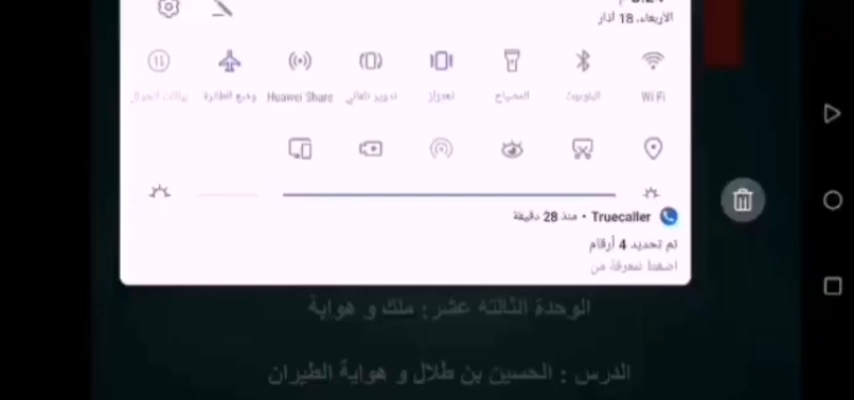 الأربعاء، 18 آذار
Wi Fi البلوتوث المصباح اهتزاز تدوير تلقائي Huawei Share وضع الطائرة بيانات الجوال
Truecaller • منذ 28 دقيقة
تم تحديد 4 أرقام
اضغط لمعرفة من
الوحدة الثالثه عشر : ملك و هواية
الدرس : الحسين بن طلال و هواية الطيران